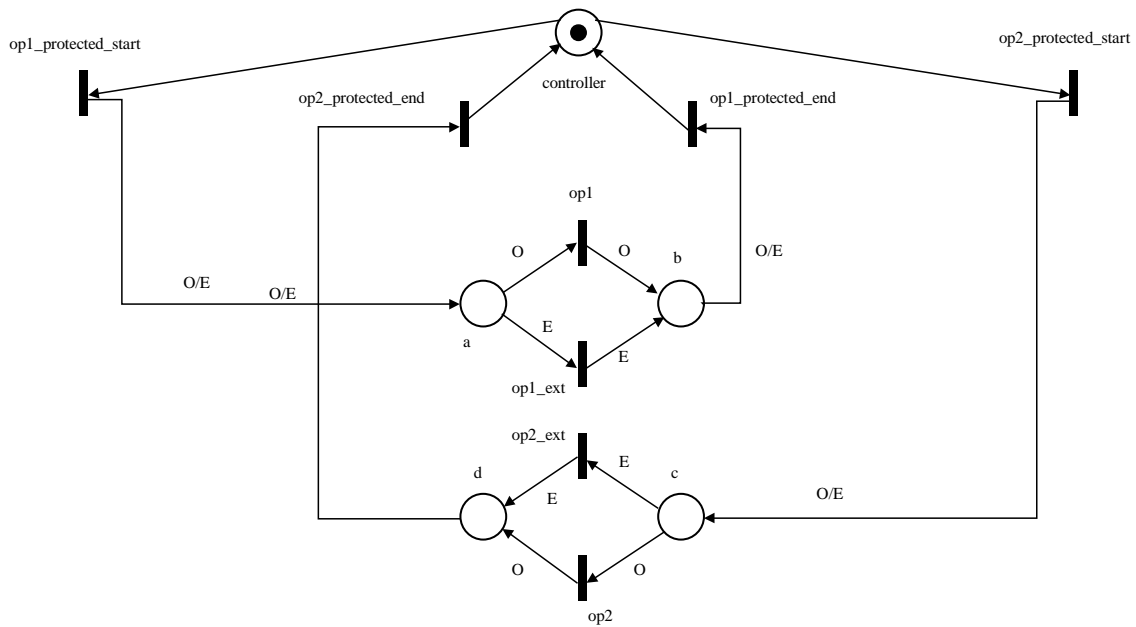 op1_protected_start
op2_protected_start
controller
op2_protected_end
op1_protected_end
op1
O
O
b
O/E
O/E
O/E
E
a
E
op1_ext
op2_ext
d
E
c
E
O/E
O
O
op2